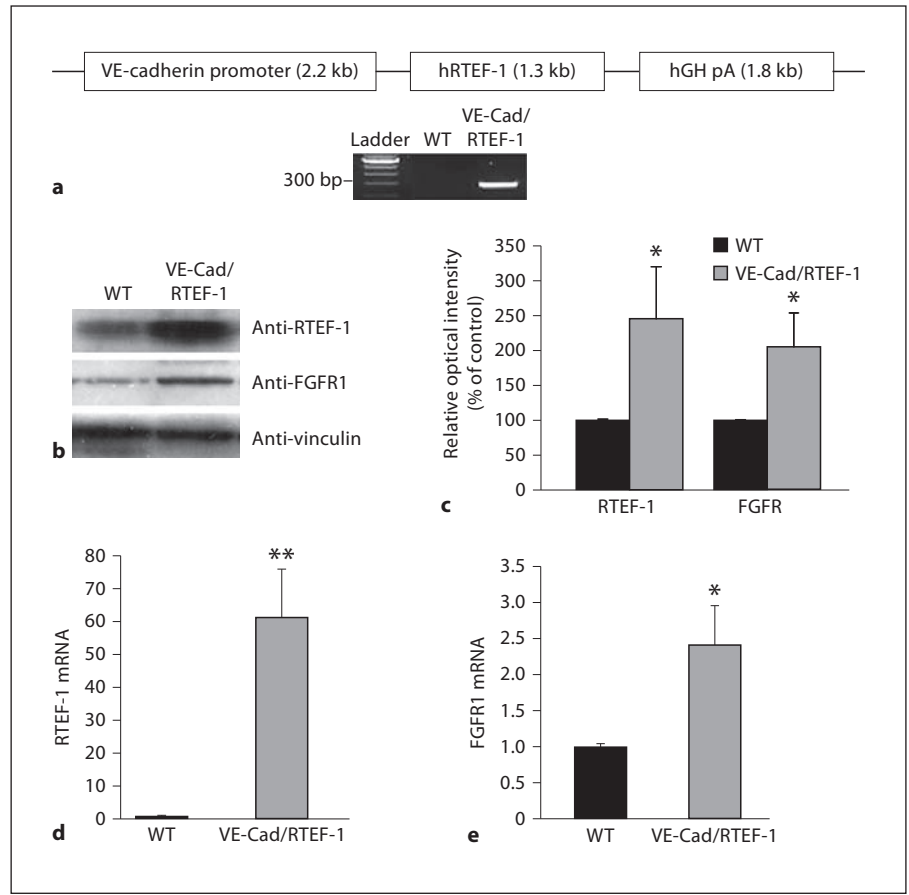 VE-cadherin promoter (2.2 kb) hRTEF-1 (1.3 kb) hGH pA (1.8 kb)
VE-Cad/
Ladder WT RTEF-1
300 bp–
a
VE-Cad/
WT RTEF-1
Anti-RTEF-1
Anti-FGFR1
Anti-vinculin
b
Relative optical intensity
(% of control)
350
300
250
200
150
100
50
0
* *
WT
VE-Cad/RTEF-1
RTEF-1 FGFR
c
RTEF-1 mRNA
80
70
60
50
40
30
20
10
0
**
WT VE-Cad/RTEF-1
d
FGFR1 mRNA
3.5
3.0
2.5
2.0
1.5
1.0
0.5
0
*
WT VE-Cad/RTEF-1
e